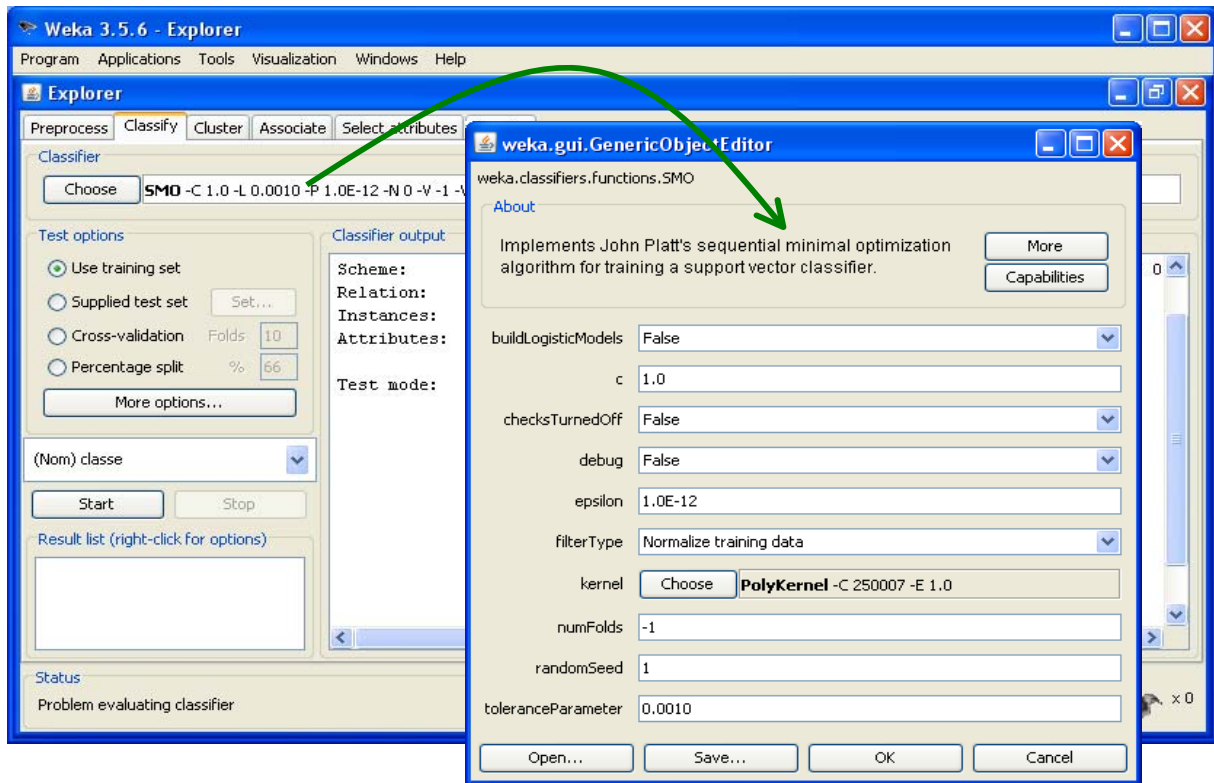 Weka 3.5.6 - Explorer
Program Applications Tools Visualization Windows Help
Explorer
Preprocess Classify Cluster Associate Select attributes
Classifier
Choose SMO -C 1.0 -L 0.0010 -P 1.0E-12 -N 0 -V -1 -W
Test options
Use training set
Supplied test set Set...
Cross-validation Folds 10
Percentage split % 66
More options...
(Nom) classe
Start Stop
Result list (right-click for options)
Classifier output
Scheme: 0
Relation:
Instances:
Attributes:
Test mode:
Status
Problem evaluating classifier
x 0
weka.gui.GenericObjectEditor
weka.classifiers.functions.SMO
About
Implements John Platt's sequential minimal optimization
algorithm for training a support vector classifier.
More
Capabilities
buildLogisticModels False
c 1.0
checksTurnedOff False
debug False
epsilon 1.0E-12
filterType Normalize training data
kernel Choose PolyKernel -C 250007 -E 1.0
numFolds -1
randomSeed 1
toleranceParameter 0.0010
Open... Save... OK Cancel